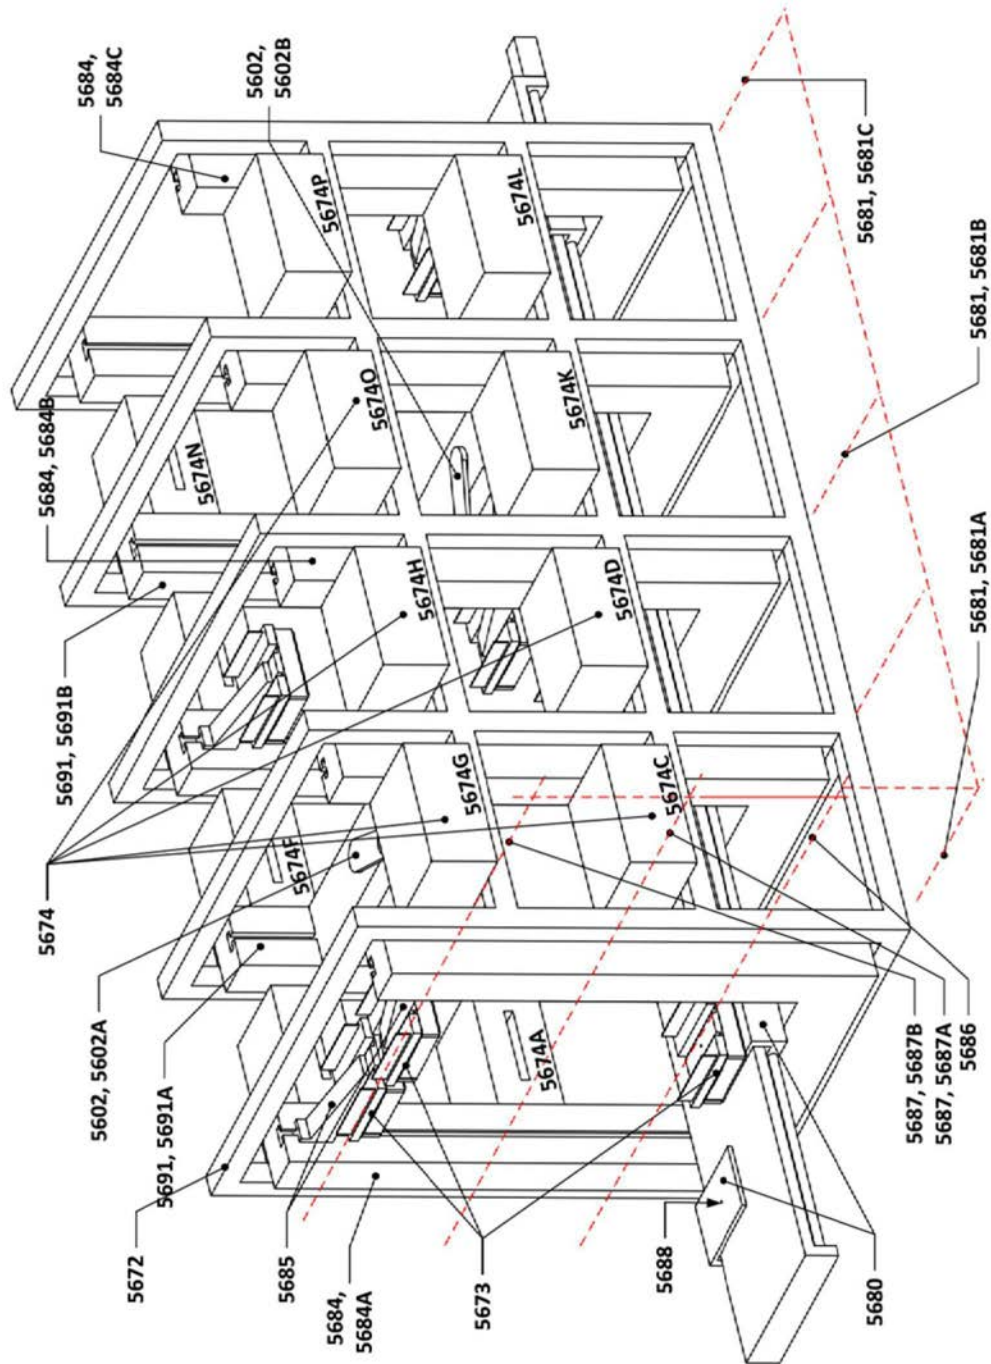 5684,
5684C
5602,
5602B
5684, 5684B
5691, 5691B
5674
5602, 5602A
5691, 5691A
5672
5685
5684,
5684A
5673
5688
5680
5674P
5674L
5674N
5674O
5674K
5674H
5674D
5674F
5674G
5674C
5674A
5681, 5681C
5681, 5681B
5681, 5681A
5687, 5687B
5687, 5687A
5686